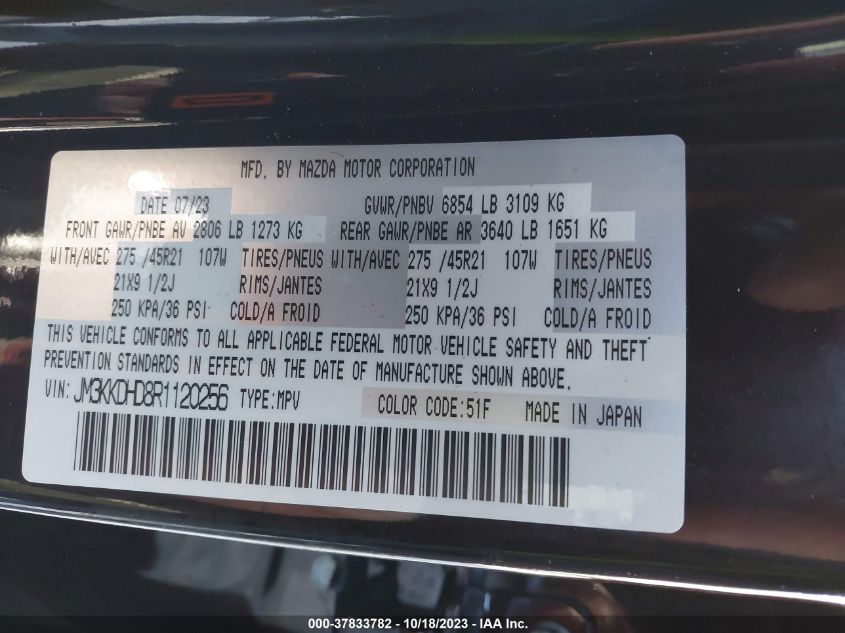 MFD. BY MAZDA MOTOR CORPORATION
DATE 07/23 GVWR/PNBV 6854 LB 3109 KG
FRONT GAWR/PNBE AV 2806 LB 1273 KG REAR GAWR/PNBE AR 3640 LB 1651 KG
WITH/AVEC 275 /45R21 107W TIRES/PNEUS WITH/AVEC 275 /45R21 107W TIRES/PNEUS
21X9 1/2J RIMS/JANTES 21X9 1/2J RIMS/JANTES
250 KPA/36 PSI COLD/A FROID 250 KPA/36 PSI COLD/A FROID
THIS VEHICLE CONFORMS TO ALL APPLICABLE FEDERAL MOTOR VEHICLE SAFETY AND THEFT
PREVENTION STANDARDS IN EFFECT ON THE DATE OF MANUFACTURE SHOWN ABOVE.
VIN: JM3KKDHD8R1120256 TYPE:MPV COLOR CODE:51F MADE IN JAPAN
000-37833782 - 10/18/2023 - IAA Inc.